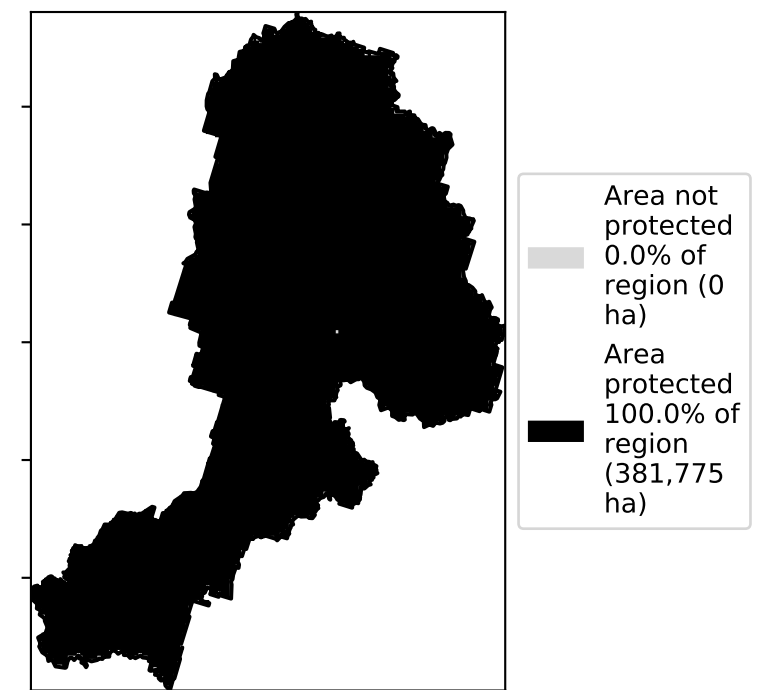 Area not
protected
0.0% of
region (0
ha)
Area
protected
100.0% of
region
(381,775
ha)